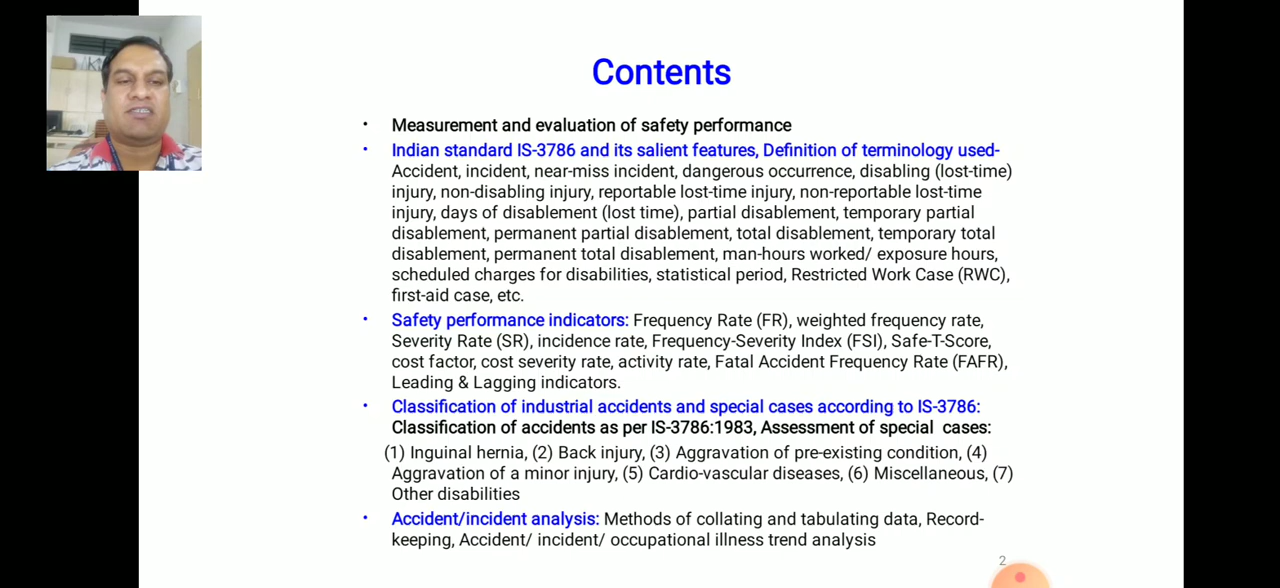 Contents
• Measurement and evaluation of safety performance
• Indian standard IS-3786 and its salient features, Definition of terminology used-
Accident, incident, near-miss incident, dangerous occurrence, disabling (lost-time)
injury, non-disabling injury, reportable lost-time injury, non-reportable lost-time
injury, days of disablement (lost time), partial disablement, temporary partial
disablement, permanent partial disablement, total disablement, temporary total
disablement, permanent total disablement, man-hours worked/ exposure hours,
scheduled charges for disabilities, statistical period, Restricted Work Case (RWC),
first-aid case, etc.
• Safety performance indicators: Frequency Rate (FR), weighted frequency rate,
Severity Rate (SR), incidence rate, Frequency-Severity Index (FSI), Safe-T-Score,
cost factor, cost severity rate, activity rate, Fatal Accident Frequency Rate (FAFR),
Leading & Lagging indicators.
• Classification of industrial accidents and special cases according to IS-3786:
Classification of accidents as per IS-3786:1983, Assessment of special cases:
(1) Inguinal hernia, (2) Back injury, (3) Aggravation of pre-existing condition, (4)
Aggravation of a minor injury, (5) Cardio-vascular diseases, (6) Miscellaneous, (7)
Other disabilities
• Accident/incident analysis: Methods of collating and tabulating data, Record-
keeping, Accident/ incident/ occupational illness trend analysis
2